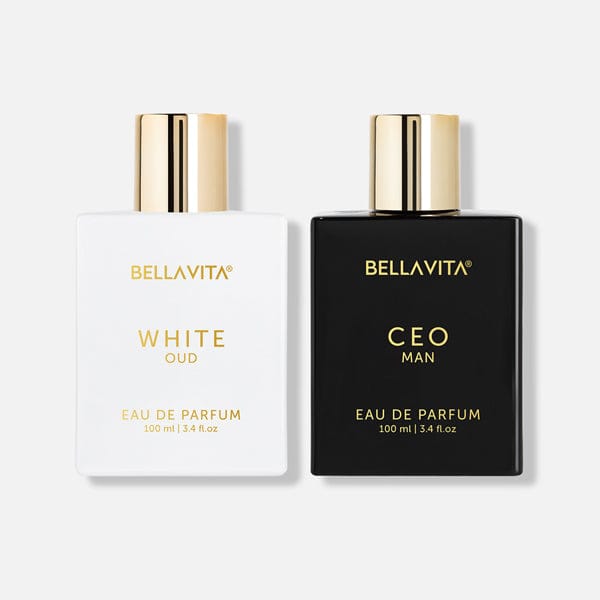 BELLAVITA®
WHITE
OUD
EAU DE PARFUM
100 ml | 3.4 fl.oz
BELLAVITA®
CEO
MAN
EAU DE PARFUM
100 ml | 3.4 fl.oz